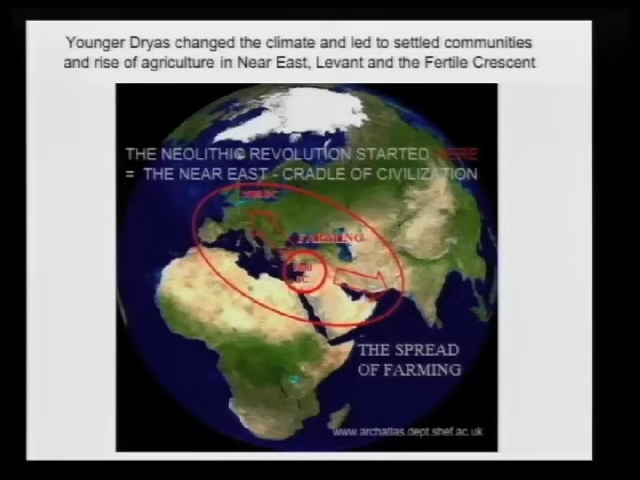 Younger Dryas changed the climate and led to settled communities
and rise of agriculture in Near East, Levant and the Fertile Crescent
THE NEOLITHIC REVOLUTION STARTED HERE
= THE NEAR EAST - CRADLE OF CIVILIZATION
FARMING
BC
THE SPREAD
OF FARMING
www.archatlas.dept.shef.ac.uk